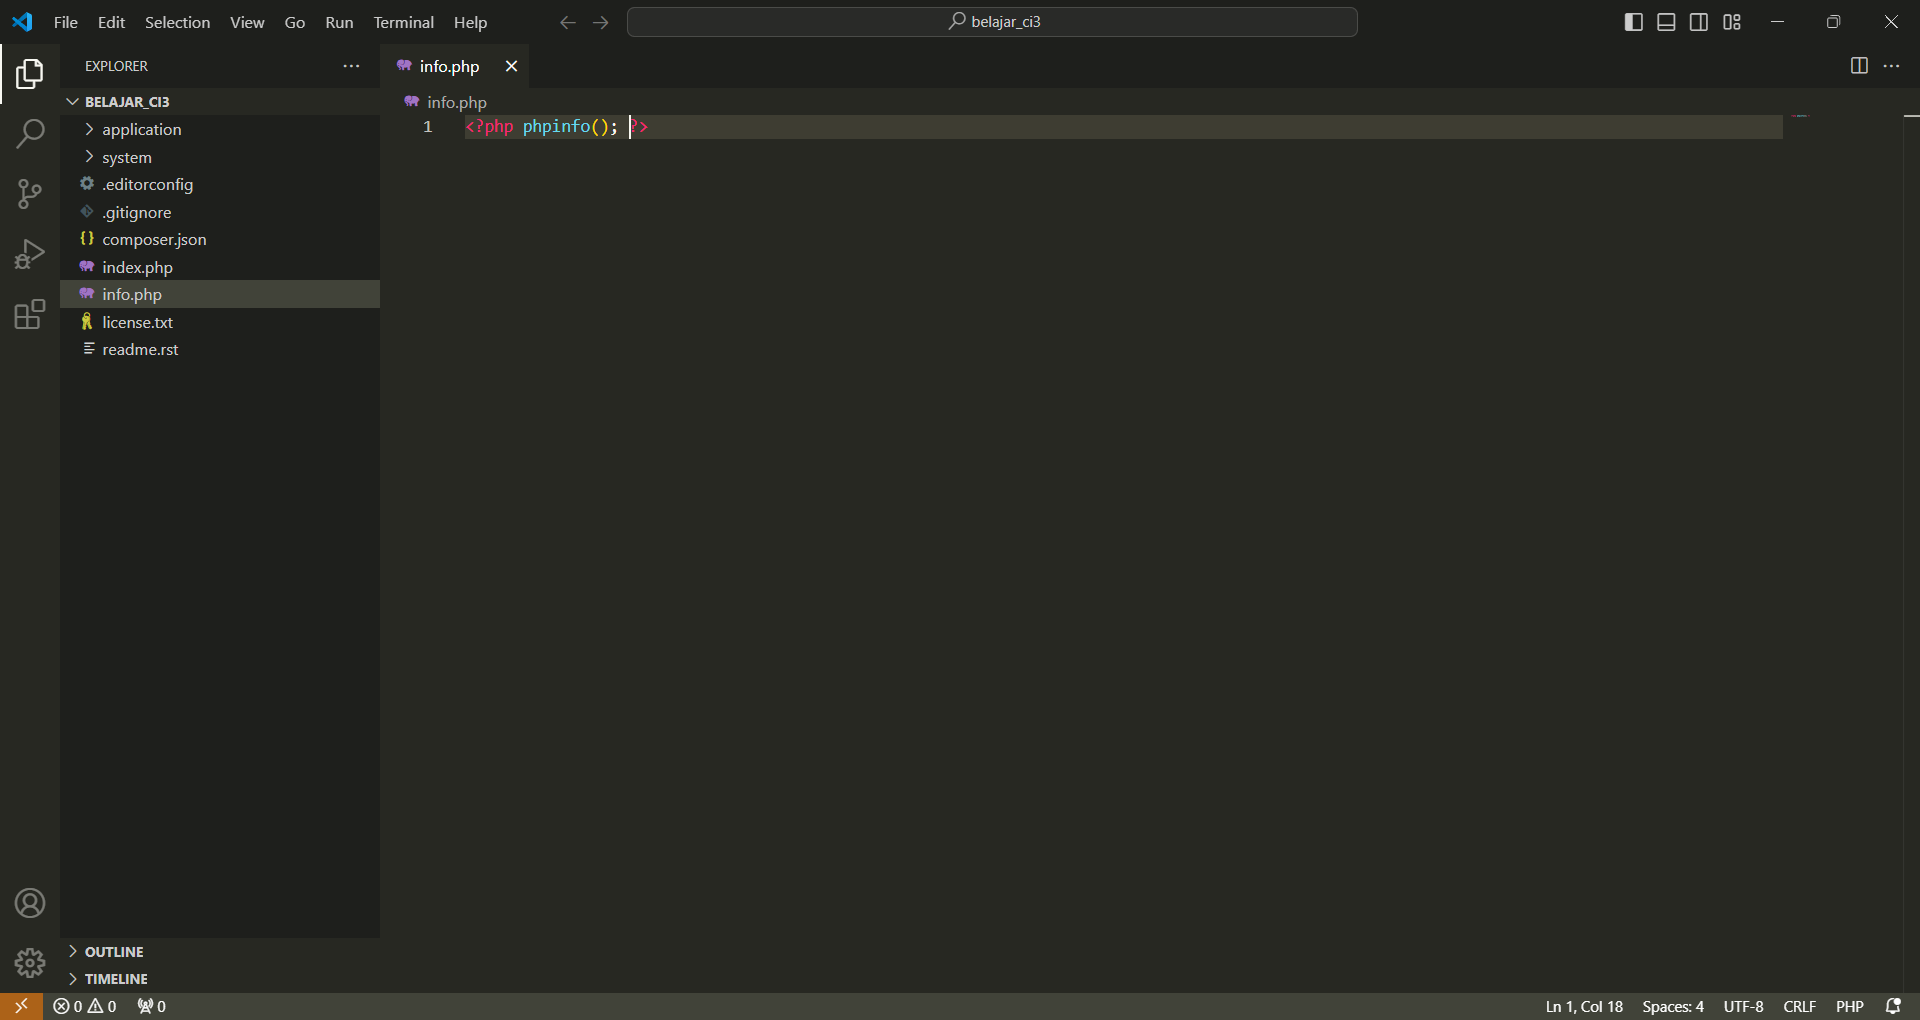 File Edit Selection View Go Run Terminal Help
belajar_ci3
EXPLORER
info.php
BELAJAR_CI3
info.php
application
1 <?php phpinfo(); ?>
system
.editorconfig
.gitignore
{} composer.json
index.php
info.php
license.txt
readme.rst
OUTLINE
TIMELINE
0 0 0 Ln 1, Col 18 Spaces: 4 UTF-8 CRLF PHP